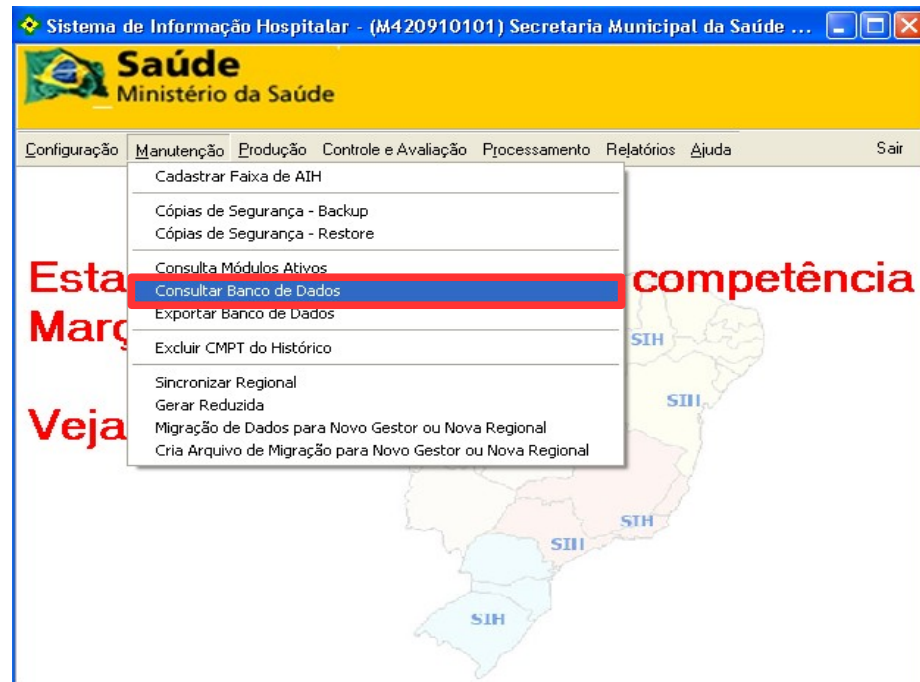 Sistema de Informação Hospitalar - (M420910101) Secretaria Municipal da Saúde ...
Saúde
Ministério da Saúde
Configuração Manutenção Produção Controle e Avaliação Processamento Relatórios Ajuda Sair
Cadastrar Faixa de AIH
Cópias de Segurança - Backup
Cópias de Segurança - Restore
Consulta Módulos Ativos
Consultar Banco de Dados
Exportar Banco de Dados
Excluir CMPT do Histórico
Sincronizar Regional
Gerar Reduzida
Migração de Dados para Novo Gestor ou Nova Regional
Cria Arquivo de Migração para Novo Gestor ou Nova Regional
Esta competência
Veja
SIH
SIH
SIH
SIH
SIH